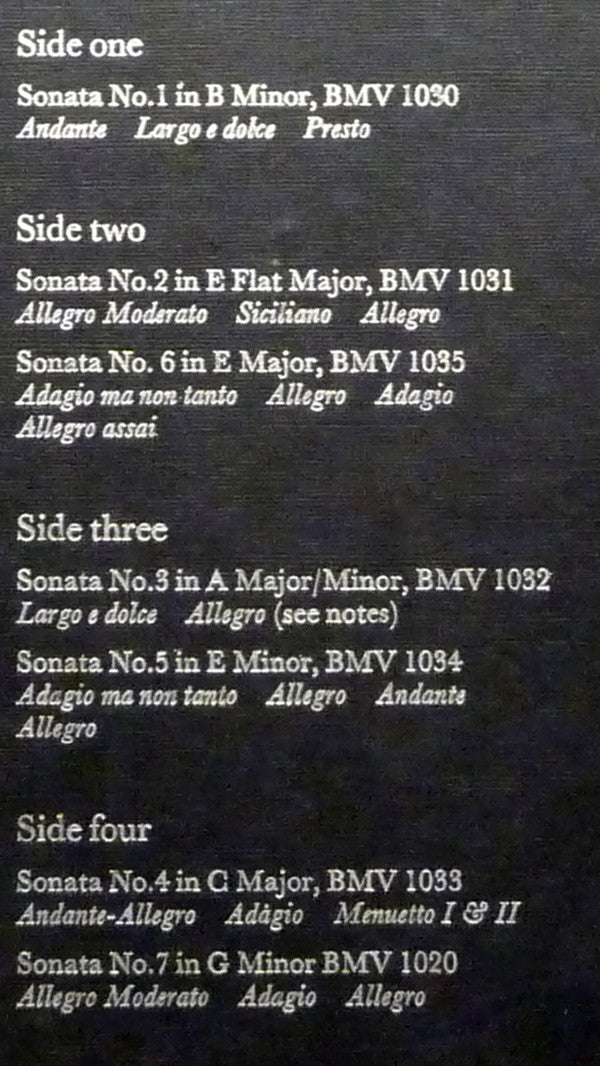 Side one
Sonata No.1 in B Minor, BMV 1030
Andante Largo e dolce Presto
Side two
Sonata No.2 in E Flat Major, BMV 1031
Allegro Moderato Siciliano Allegro
Sonata No. 6 in E Major, BMV 1035
Adagio ma non tanto Allegro Adagio
Allegro assai
Side three
Sonata No.3 in A Major/Minor, BMV 1032
Largo e dolce Allegro (see notes)
Sonata No.5 in E Minor, BMV 1034
Adagio ma non tanto Allegro Andante
Allegro
Side four
Sonata No.4 in C Major, BMV 1033
Andante-Allegro Adàgio Menuetto I & II
Sonata No.7 in G Minor BMV 1020
Allegro Moderato Adagio Allegro